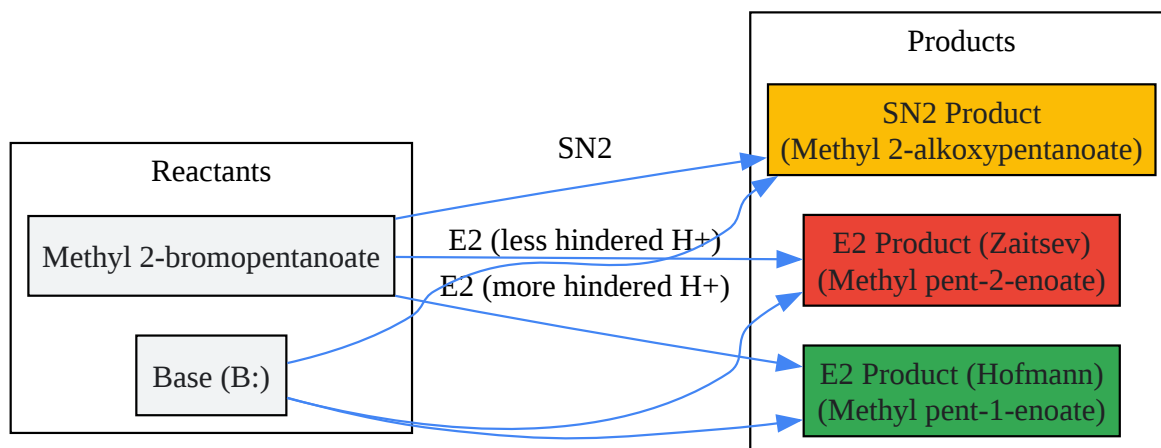 Reactants
Methyl 2-bromopentanoate
Base (B:)
SN2
E2 (less hindered H+)
E2 (more hindered H+)
Products
SN2 Product
(Methyl 2-alkoxypentanoate)
E2 Product (Zaitsev)
(Methyl pent-2-enoate)
E2 Product (Hofmann)
(Methyl pent-1-enoate)